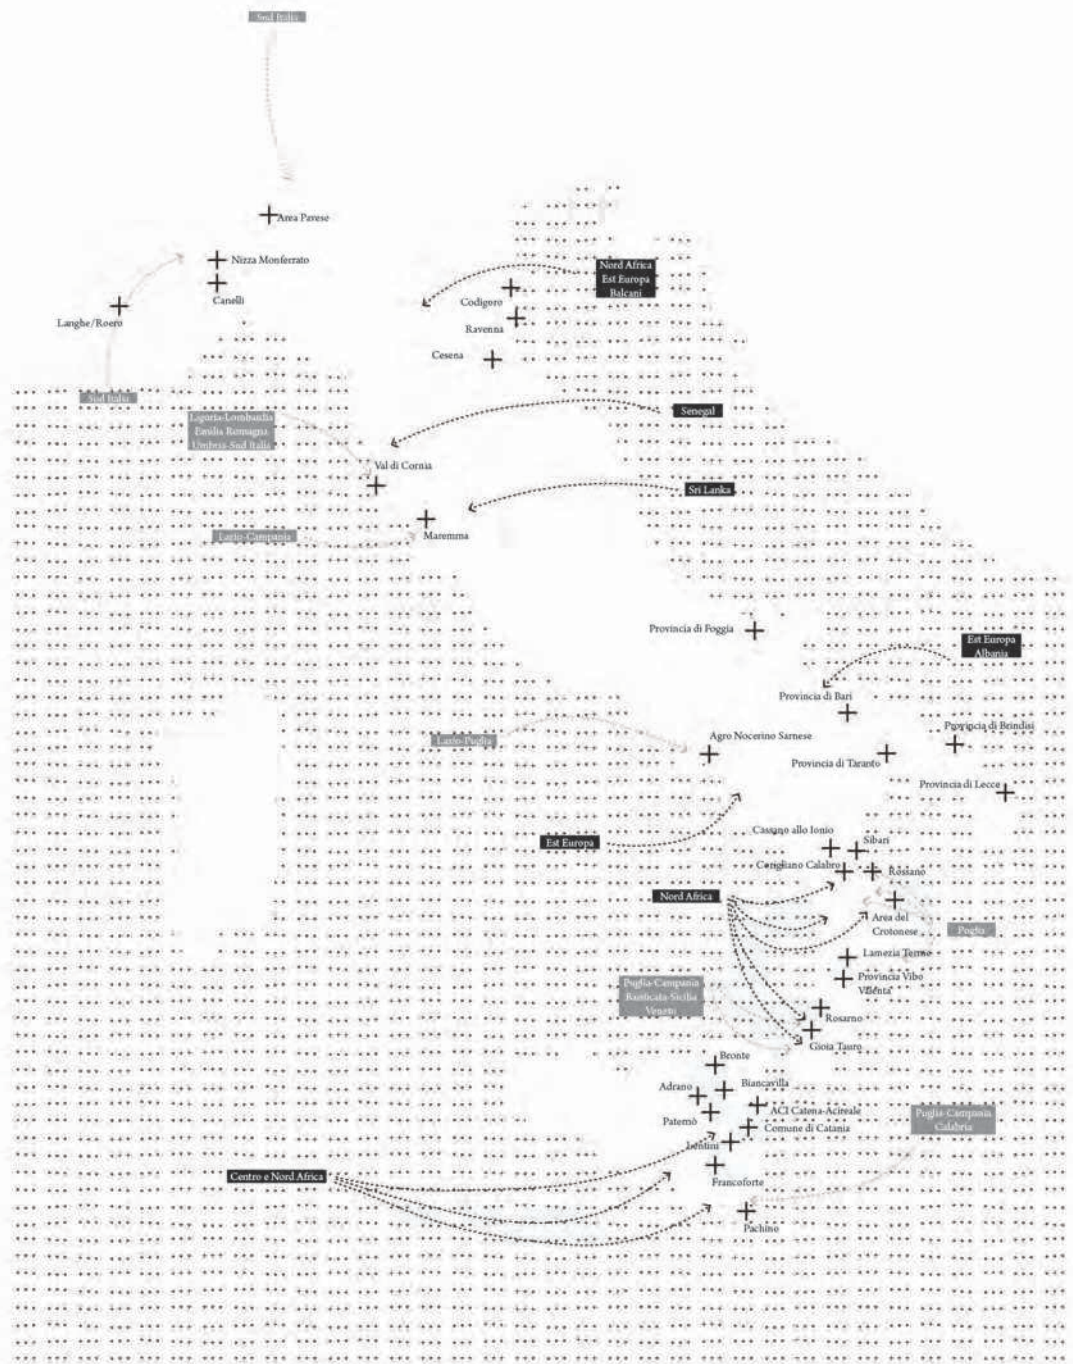 Sud Italia
Area Pavese
Nizza Monferrato
Canelli
Langhe/Roero
Sud Italia
Nord Africa
Est Europa
Balcani
Codigoro
Ravenna
Cesena
Liguria-Lombardia
Emilia Romagna
Umbria-Sud Italia
Senegal
Val di Cornia
Sri Lanka
Maremma
Lazio-Campania
Provincia di Foggia
Est Europa
Albania
Provincia di Bari
Provincia di Brindisi
Lazio-Puglia
Agro Nocerino Sarnese
Provincia di Taranto
Provincia di Lecce
Est Europa
Cassano allo Ionio
Sibari
Corigliano Calabro
Rossano
Nord Africa
Area del
Crotonese
Puglia
Lamezia Terme
Provincia Vibo
Puglia-Campania
Basilicata-Sicilia
Veneto
Rosarno
Gioia Tauro
Bronte
Adrano
Biancavilla
ACI Catena-Acireale
Paternò
Comune di Catania
Puglia-Campania
Calabria
Lentini
Centro e Nord Africa
Francoforte
Pachino